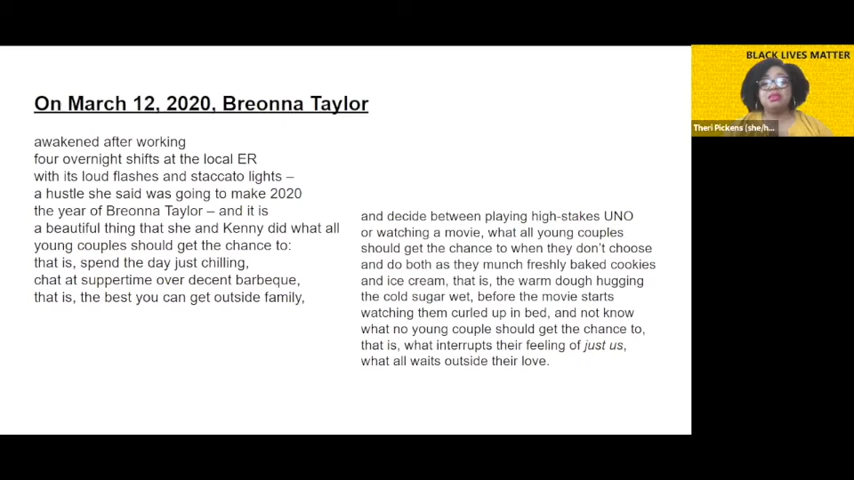 On March 12, 2020, Breonna Taylor
awakened after working
four overnight shifts at the local ER
with its loud flashes and staccato lights –
a hustle she said was going to make 2020
the year of Breonna Taylor – and it is
a beautiful thing that she and Kenny did what all
young couples should get the chance to:
that is, spend the day just chilling,
chat at suppertime over decent barbeque,
that is, the best you can get outside family,
and decide between playing high-stakes UNO
or watching a movie, what all young couples
should get the chance to when they don't choose
and do both as they munch freshly baked cookies
and ice cream, that is, the warm dough hugging
the cold sugar wet, before the movie starts
watching them curled up in bed, and not know
what no young couple should get the chance to,
that is, what interrupts their feeling of just us,
what all waits outside their love.
BLACK LIVES MATTER
Theri Pickens (she/h...